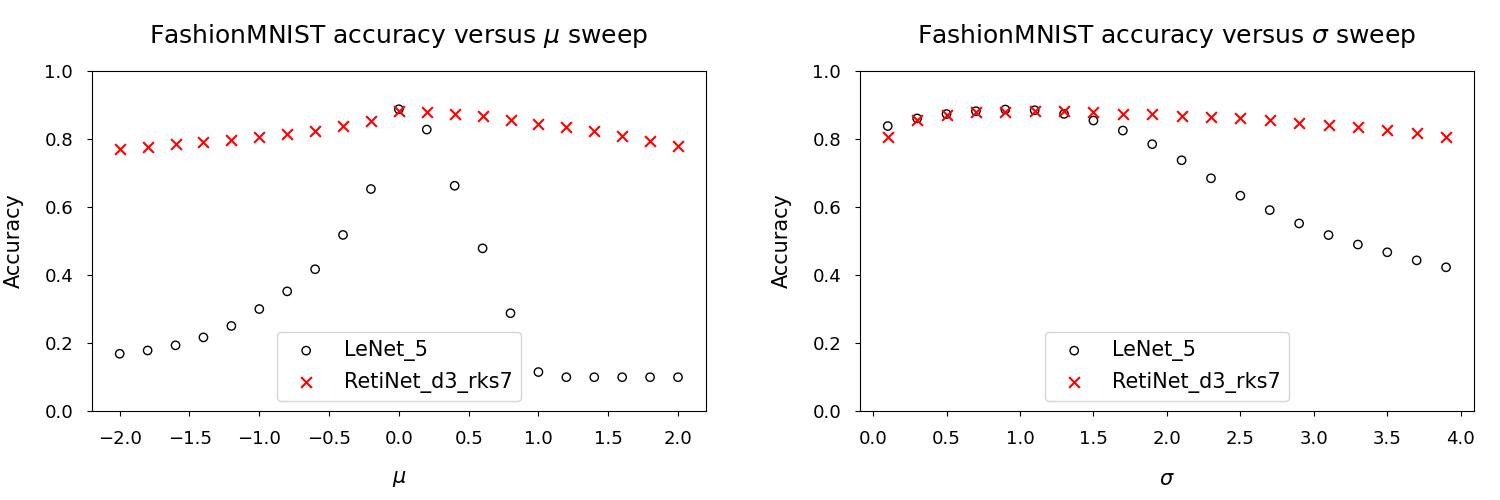 FashionMNIST accuracy versus μ sweep
1.0
0.8
0.6
0.4
0.2
0.0
Accuracy
LeNet_5
RetiNet_d3_rks7
−2.0 −1.5 −1.0 −0.5 0.0 0.5 1.0 1.5 2.0
μ
FashionMNIST accuracy versus σ sweep
1.0
0.8
0.6
0.4
0.2
0.0
Accuracy
LeNet_5
RetiNet_d3_rks7
0.0 0.5 1.0 1.5 2.0 2.5 3.0 3.5 4.0
σ